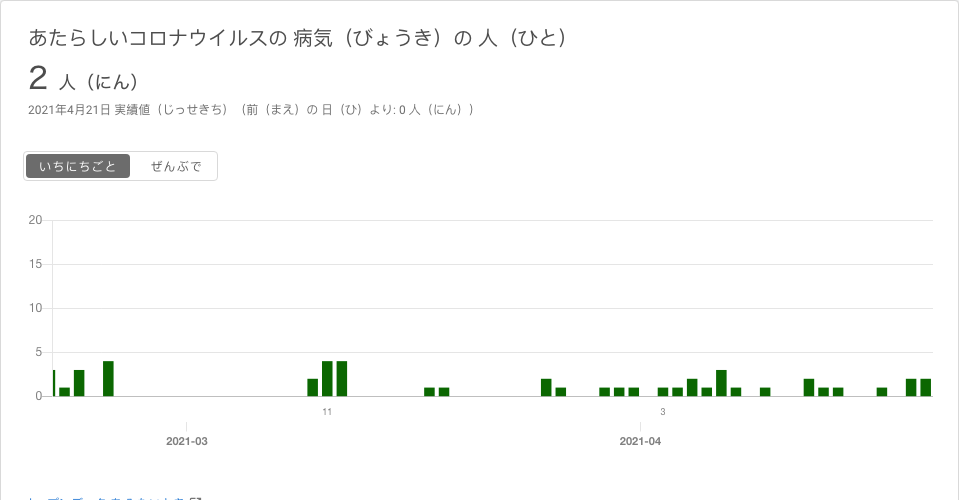 あたらしいコロナウイルスの 病気（びょうき）の 人（ひと）
2 人（にん）
2021年4月21日 実績値（じっせきち）（前（まえ）の 日（ひ）より: 0 人（にん））
いちにちごと ぜんぶで
20
15
10
5
0
11 3
2021-03 2021-04